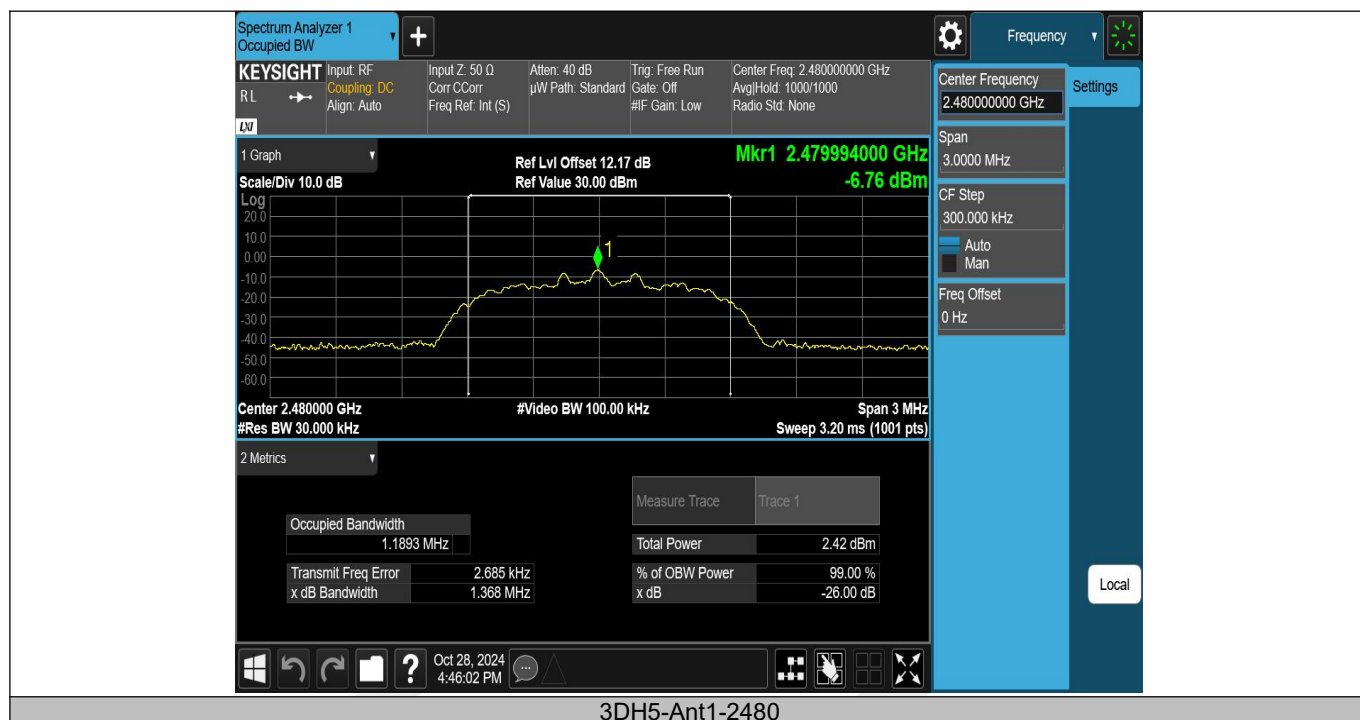 Spectrum Analyzer 1
Occupied BW
Frequency
KEYSIGHT
R L
LXI
Input: RF
Coupling: DC
Align: Auto
Input Z: 50 Ω
Corr CCorr
Freq Ref: Int (S)
Atten: 40 dB
µW Path: Standard
Trig: Free Run
Gate: Off
#IF Gain: Low
Center Freq: 2.480000000 GHz
Avg|Hold: 1000/1000
Radio Std: None
Center Frequency
2.480000000 GHz
Settings
Span
3.0000 MHz
CF Step
300.000 kHz
Auto
Man
Freq Offset
0 Hz
Local
1 Graph
Scale/Div 10.0 dB
Ref Lvl Offset 12.17 dB
Ref Value 30.00 dBm
Mkr1 2.479994000 GHz
-6.76 dBm
Log
20.0
10.0
0.00
-10.0
-20.0
-30.0
-40.0
-50.0
-60.0
1
Center 2.480000 GHz
#Video BW 100.00 kHz
Span 3 MHz
#Res BW 30.000 kHz
Sweep 3.20 ms (1001 pts)
2 Metrics
Measure Trace Trace 1
Occupied Bandwidth
1.1893 MHz
Total Power 2.42 dBm
Transmit Freq Error 2.685 kHz
% of OBW Power 99.00 %
x dB Bandwidth 1.368 MHz
x dB -26.00 dB
?
Oct 28, 2024
4:46:02 PM
3DH5-Ant1-2480